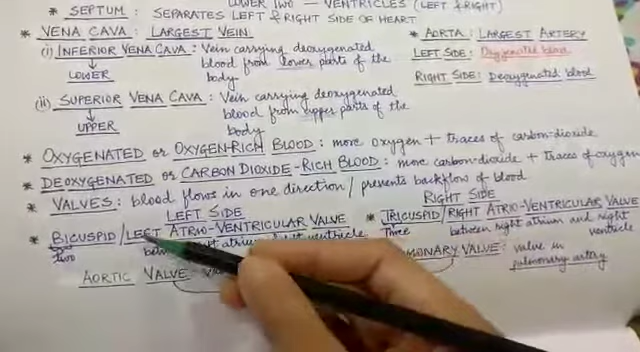 LOWER TWO — VENTRICLES (LEFT & RIGHT)
* SEPTUM: SEPARATES LEFT & RIGHT SIDE OF HEART
* VENA CAVA: LARGEST VEIN
(i) INFERIOR VENA CAVA: Vein carrying deoxygenated
blood from lower parts of the
body
LOWER
(ii) SUPERIOR VENA CAVA: Vein carrying deoxygenated
blood from upper parts of the
body
UPPER
* AORTA: LARGEST ARTERY
LEFT SIDE: Oxygenated blood
RIGHT SIDE: Deoxygenated blood
* OXYGENATED or OXYGEN-RICH BLOOD: more oxygen + traces of carbon-dioxide
* DEOXYGENATED or CARBON DIOXIDE-RICH BLOOD: more carbon-dioxide + traces of oxygen
* VALVES: blood flows in one direction / prevents backflow of blood
LEFT SIDE
* BICUSPID/LEFT ATRIO-VENTRICULAR VALVE
two
ventricle
AORTIC VALVE
RIGHT SIDE
* TRICUSPID/RIGHT ATRIO-VENTRICULAR VALVE
Three between right atrium and right
ventricle
VALVE: valve in
pulmonary artery